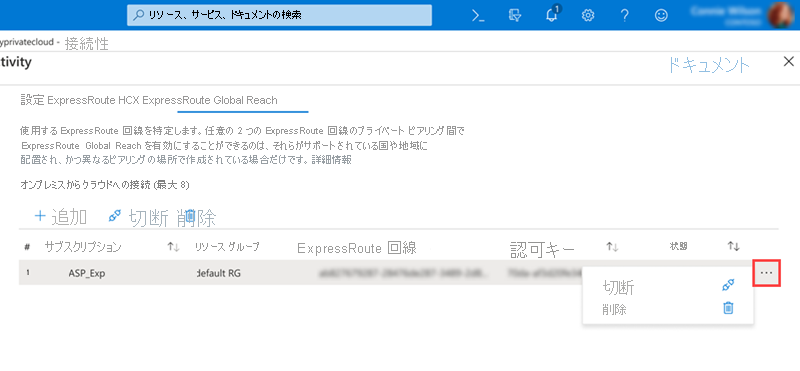 リソース、サービス、ドキュメントの検索
1
yprivatecloud - 接続性
tivity
ドキュメント
設定 ExpressRoute HCX ExpressRoute Global Reach
使用する ExpressRoute 回線を特定します。任意の 2 つの ExpressRoute 回線のプライベート ピアリング間で
ExpressRoute Global Reach を有効にすることができるのは、それらがサポートされている国や地域に
配置され、かつ異なるピアリングの場所で作成されている場合だけです。詳細情報
オンプレミスからクラウドへの接続 (最大 8)
+ 追加 切断 削除
# サブスクリプション ↑↓ リソース グループ ExpressRoute 回線 認可キー ↑↓ 状態 ↑↓
1 ASP_Exp default RG
切断
削除